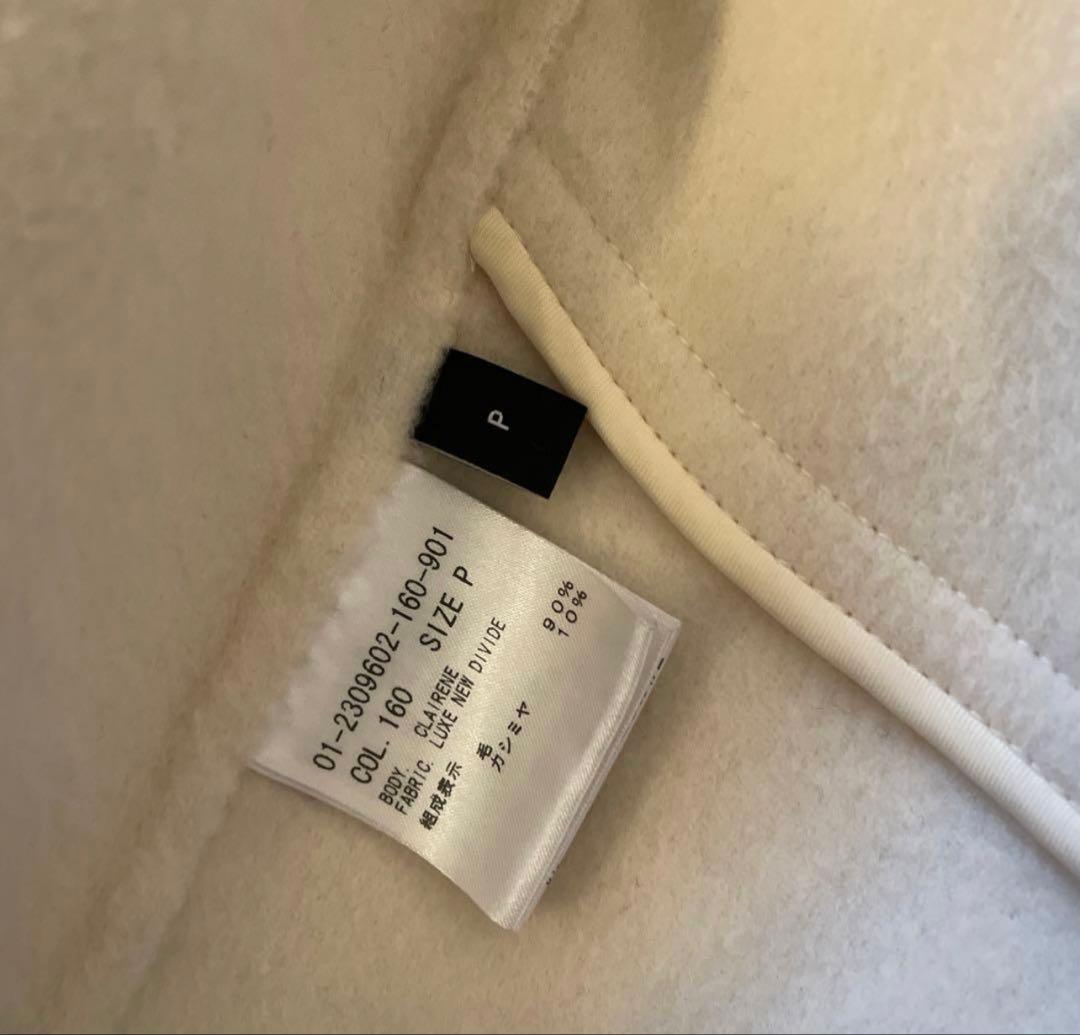 P
01-2309602-160-901
COL. 160 SIZE P
BODY. CLAIRENE
FABRIC. LUXE NEW DIVIDE
組成表示
毛 90%
カシミヤ 10%